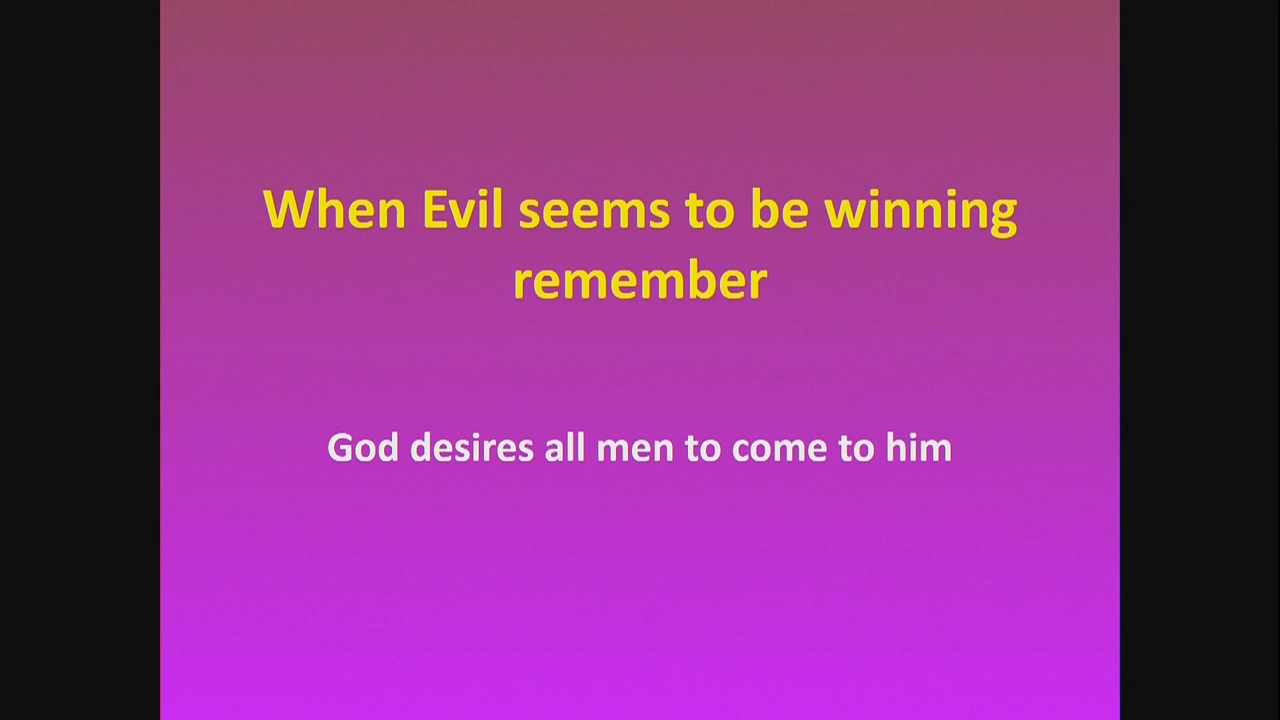 When Evil seems to be winning
remember
God desires all men to come to him